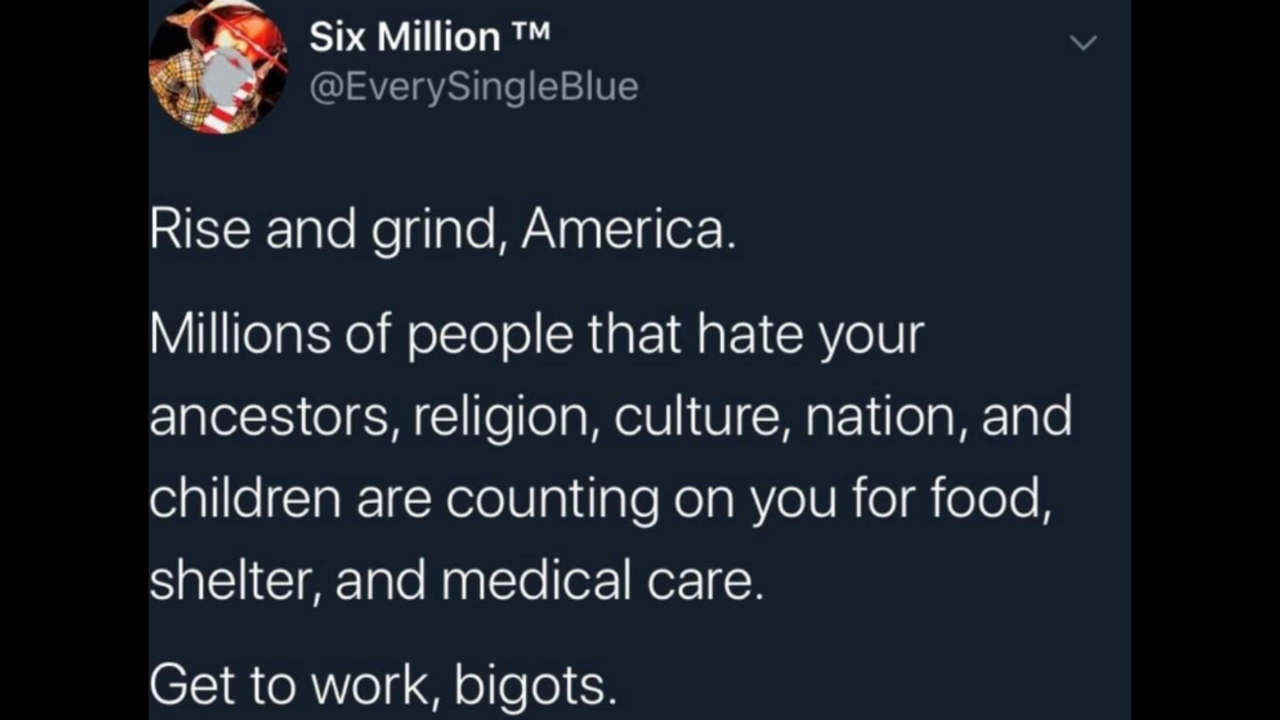 Six Million ™
@EverySingleBlue
Rise and grind, America.
Millions of people that hate your
ancestors, religion, culture, nation, and
children are counting on you for food,
shelter, and medical care.
Get to work, bigots.